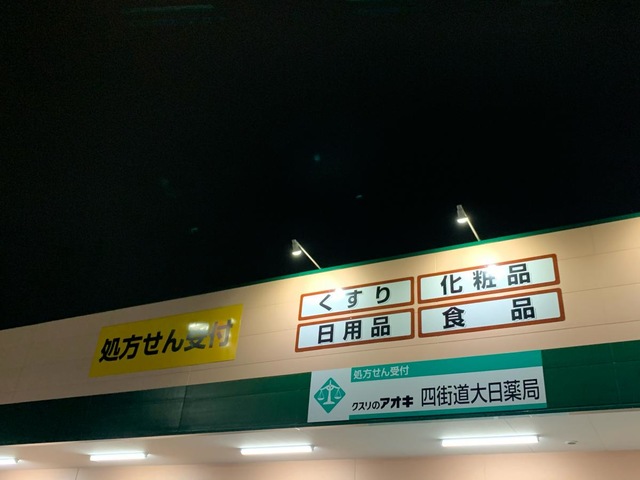 処方せん受付
くすり
化粧品
日用品
食品
処方せん受付
クスリのアオキ 四街道大日薬局